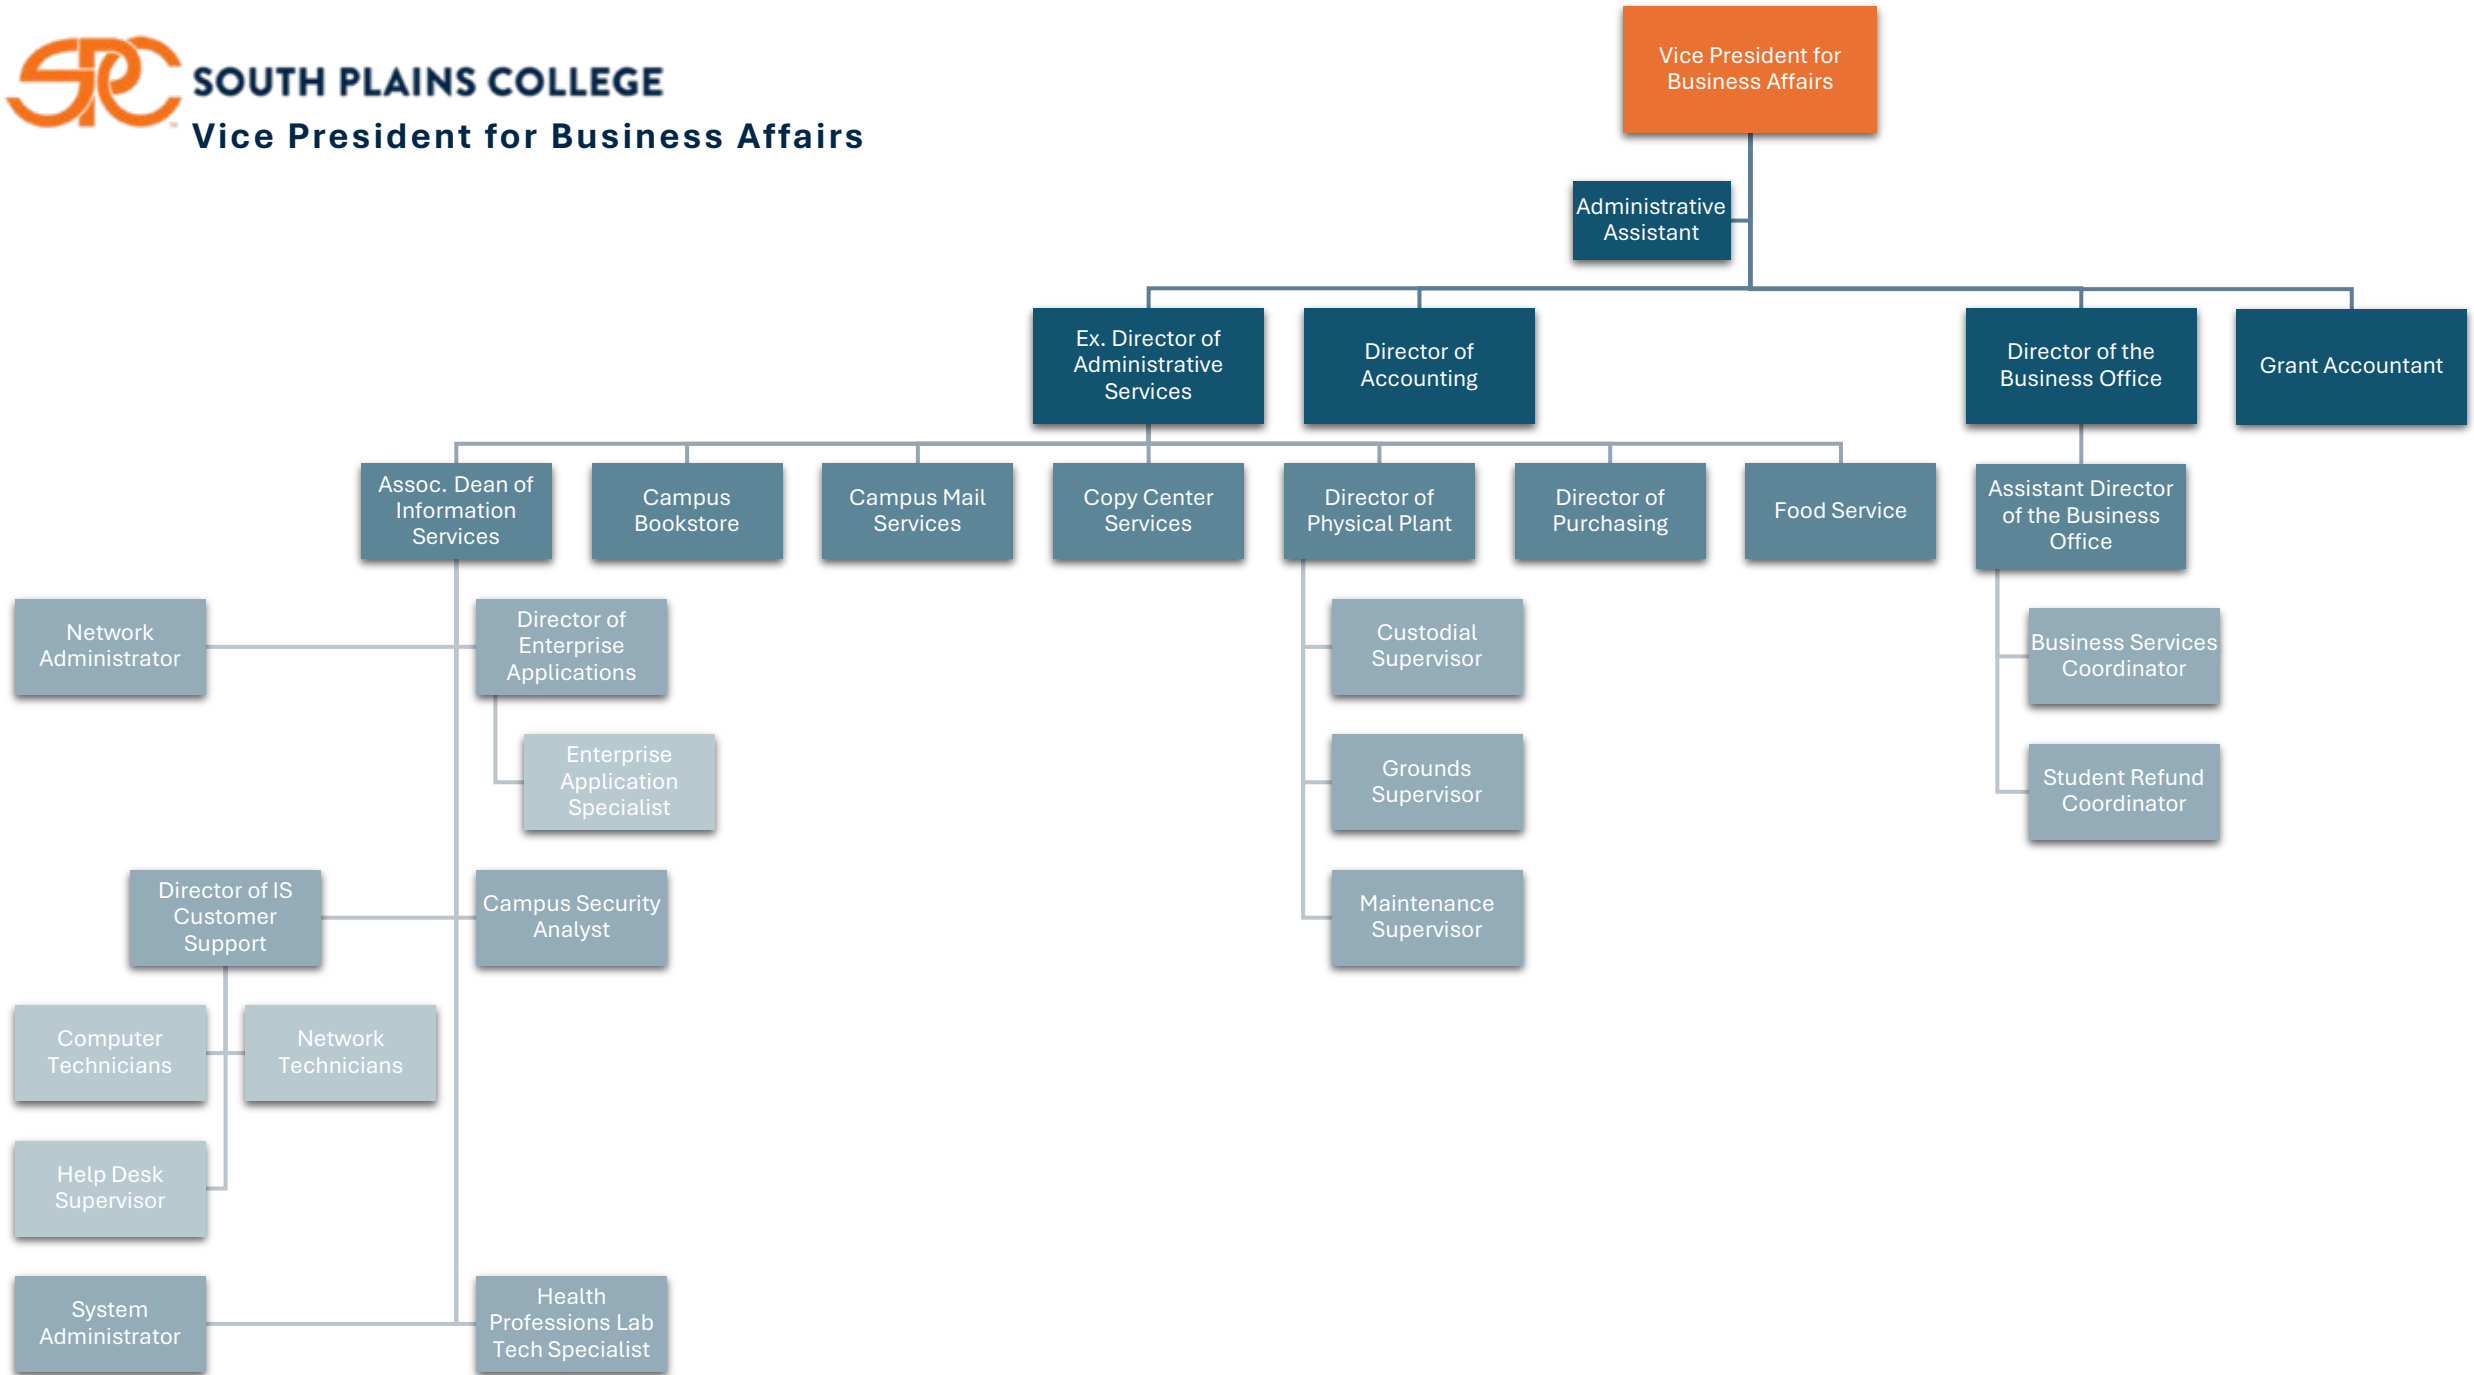 SPC
SOUTH PLAINS COLLEGE
Vice President for Business Affairs
Vice President for
Business Affairs
Administrative
Assistant
Ex. Director of
Administrative
Services
Director of
Accounting
Director of the
Business Office
Grant Accountant
Assoc. Dean of
Information
Services
Campus
Bookstore
Campus Mail
Services
Copy Center
Services
Director of
Physical Plant
Director of
Purchasing
Food Service
Assistant Director
of the Business
Office
Network
Administrator
Director of
Enterprise
Applications
Custodial
Supervisor
Business Services
Coordinator
Enterprise
Application
Specialist
Grounds
Supervisor
Student Refund
Coordinator
Director of IS
Customer
Support
Campus Security
Analyst
Maintenance
Supervisor
Computer
Technicians
Network
Technicians
Help Desk
Supervisor
System
Administrator
Health
Professions Lab
Tech Specialist